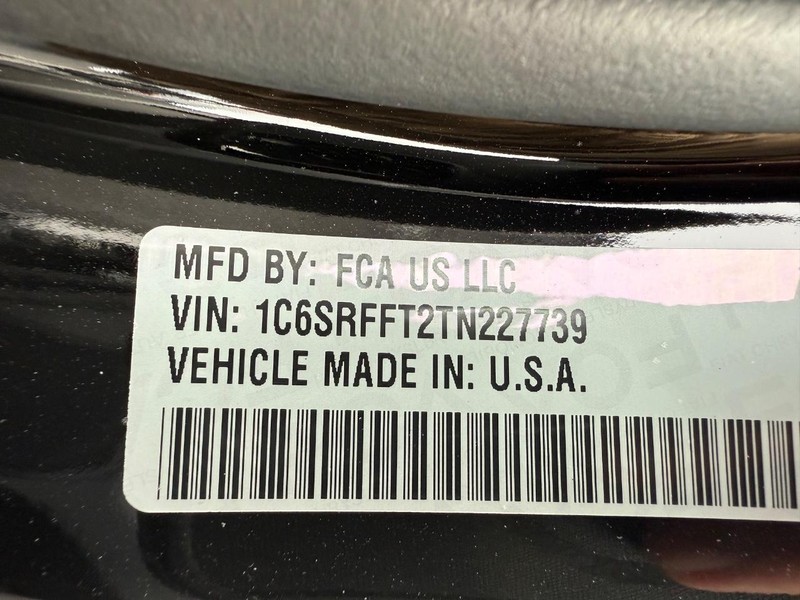 MFD BY: FCA US LLC
VIN: 1C6SRFFT2TN227739
VEHICLE MADE IN: U.S.A.